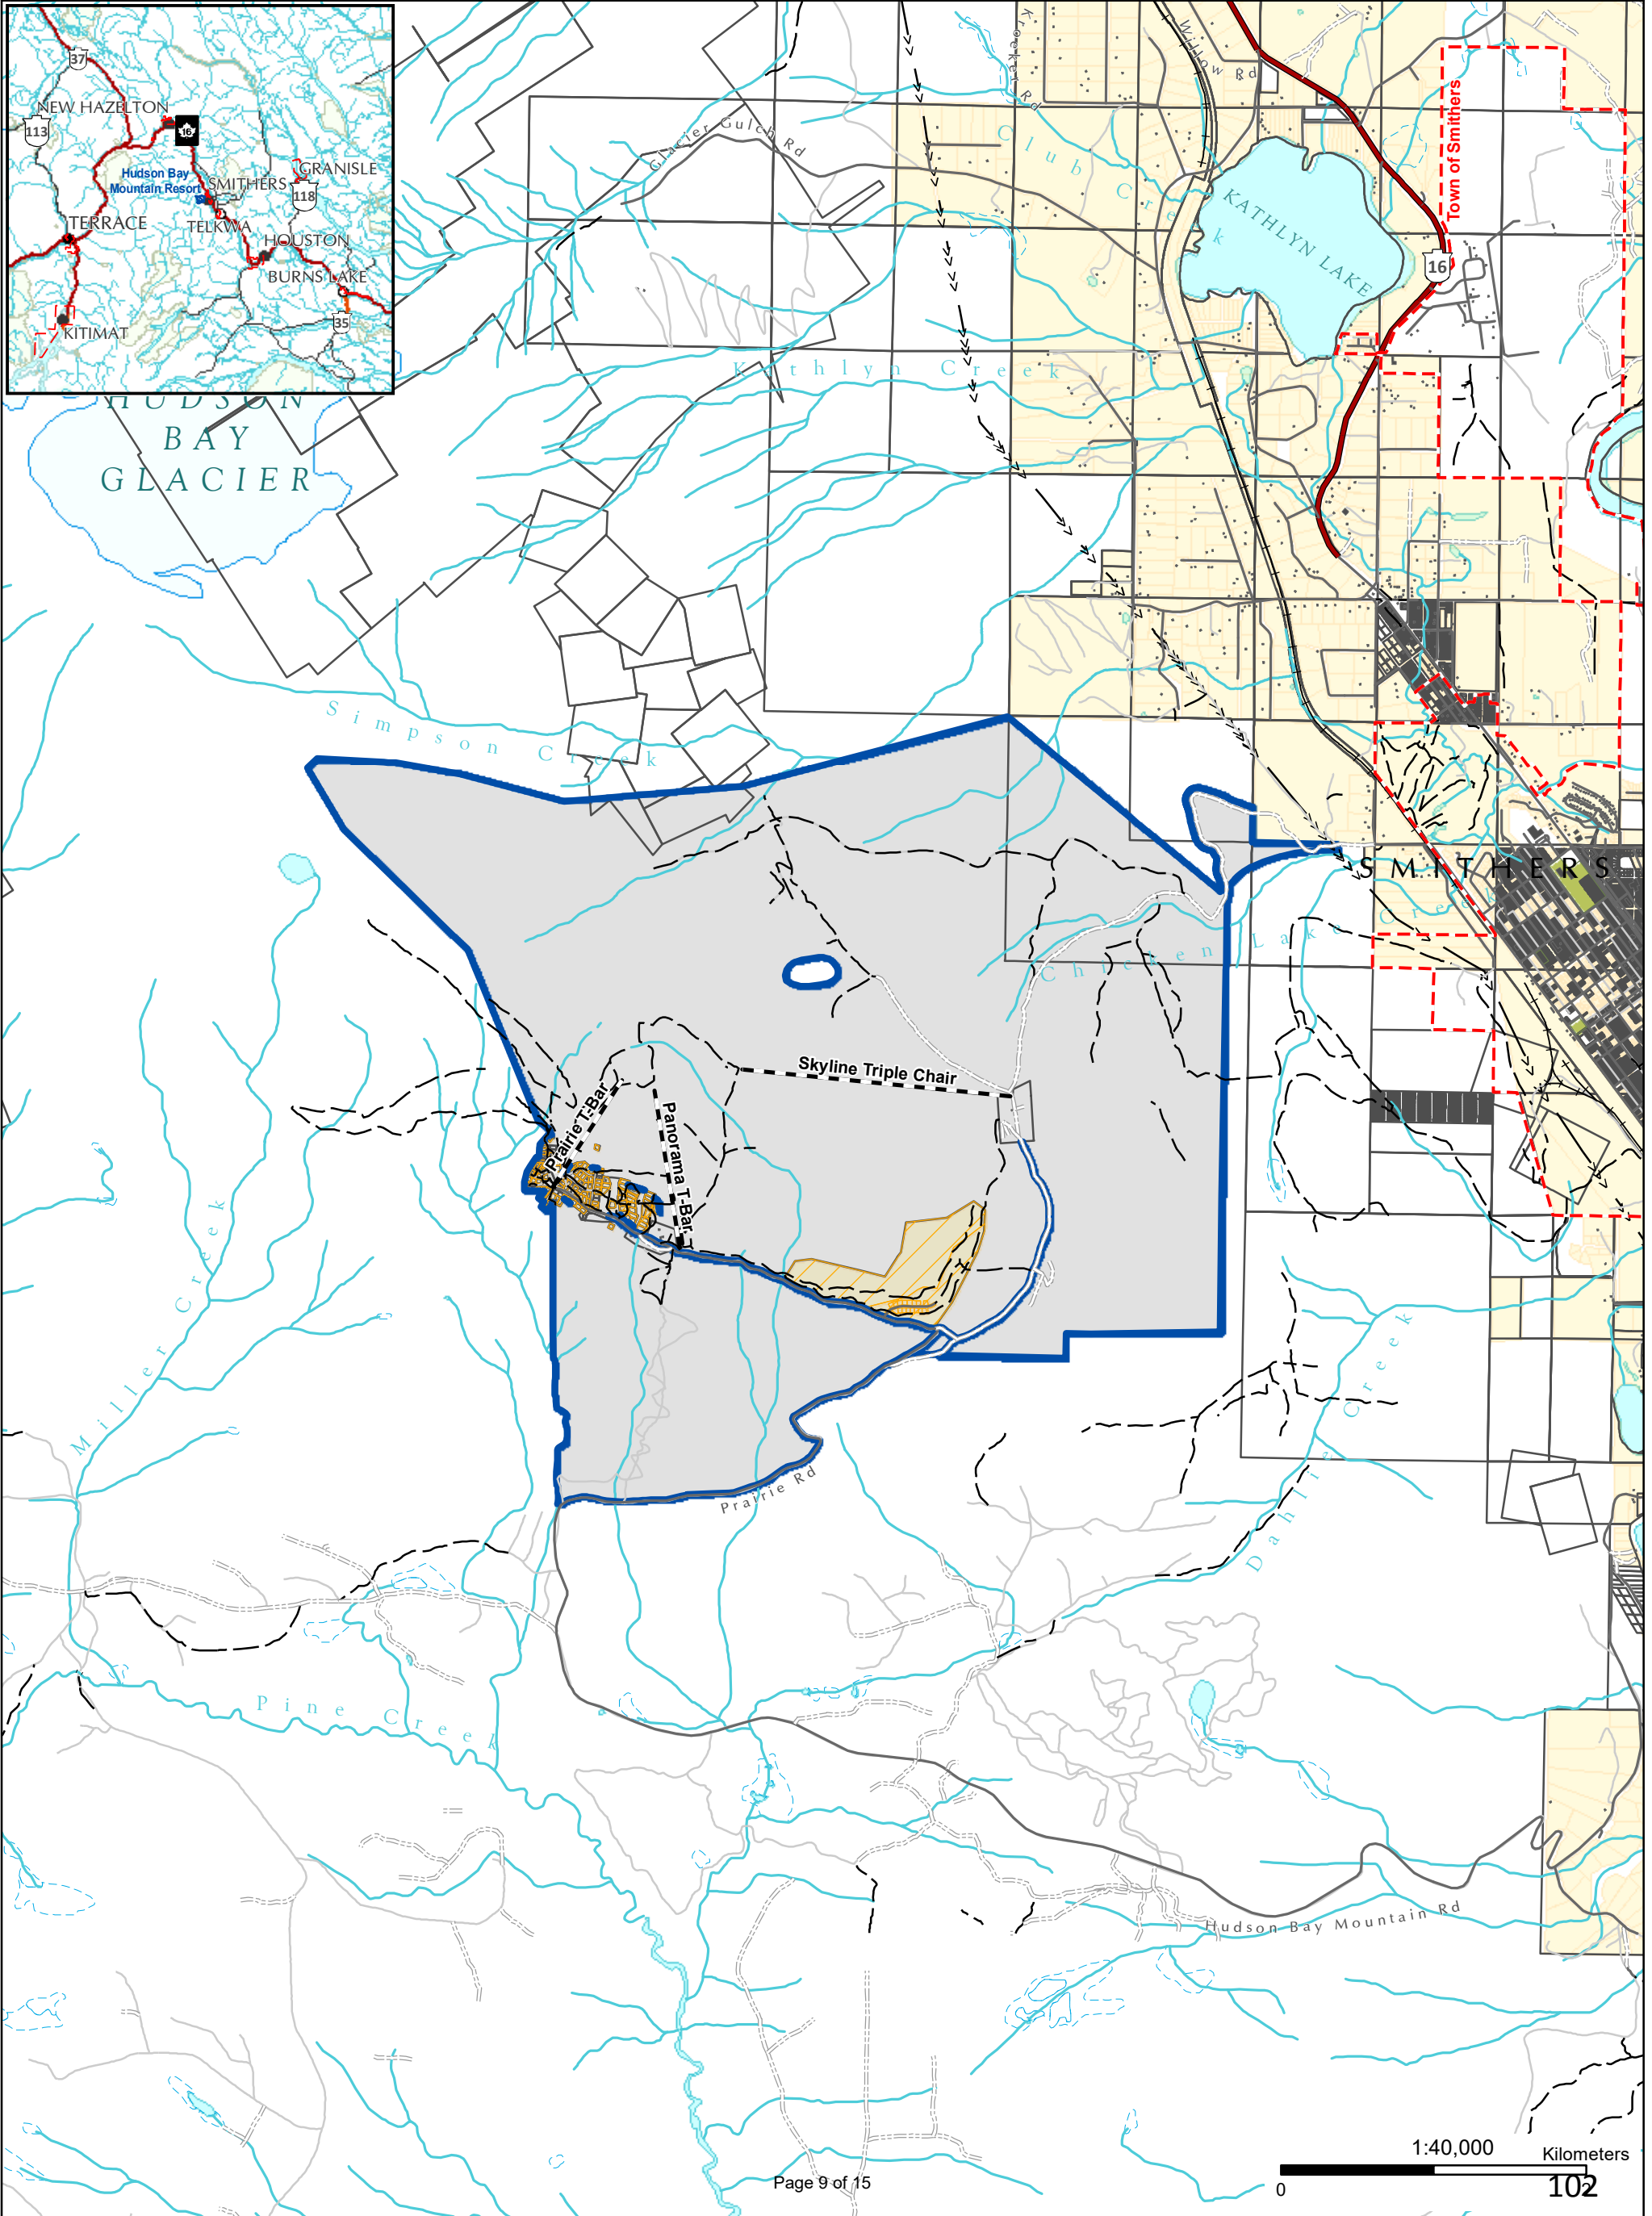 37
NEW HAZELTON
113
16
GRANISLE
Hudson Bay
Mountain Resort
SMITHERS
118
TERRACE
TELKWA
HOUSTON
BURNS LAKE
35
KITIMAT
Kroeker Rd
Willow Rd
Glacier Gulch Rd
Club Creek
KATHLYN LAKE
Town of Smithers
16
Kathlyn Creek
HUDSON
BAY
GLACIER
Simpson Creek
SMITHERS
Chicken Lake Creek
Skyline Triple Chair
Prairie T-Bar
Panorama T-Bar
Miller Creek
Prairie Rd
Dahlie Creek
Pine Creek
Hudson Bay Mountain Rd
1:40,000
Kilometers
Page 9 of 15
0
2
102